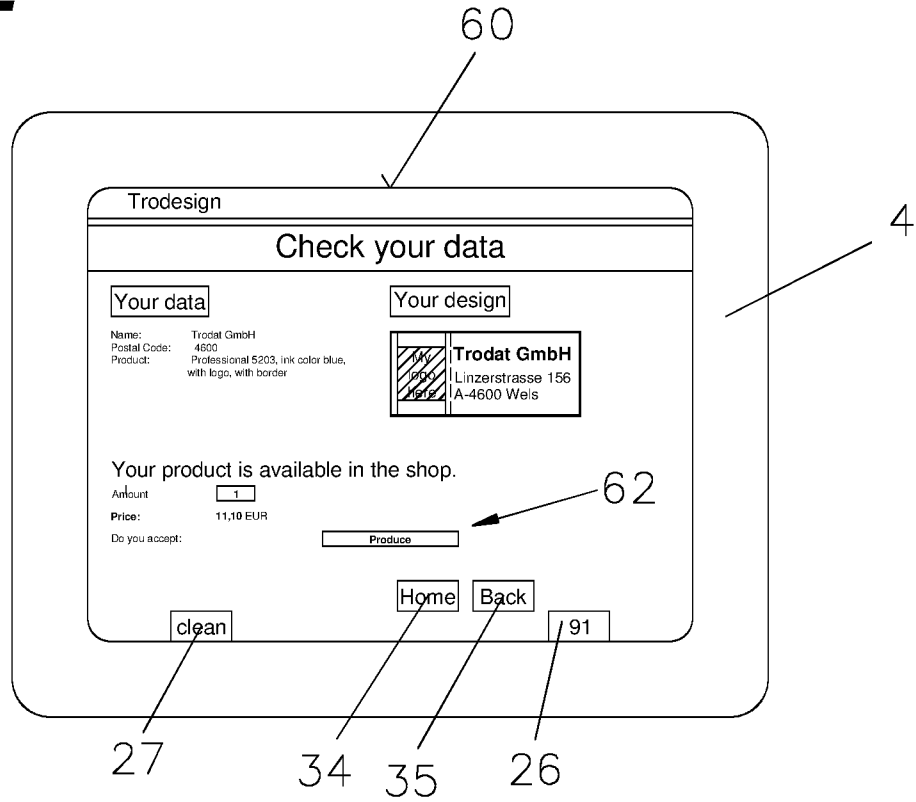 60
4
Trodesign
Check your data
Your data
Name: Trodat GmbH
Postal Code: 4600
Product: Professional 5203, ink color blue,
with logo, with border
Your design
My
logo
here
Trodat GmbH
Linzerstrasse 156
A-4600 Wels
Your product is available in the shop.
Amount 1
Price: 11,10 EUR
Do you accept: Produce
62
Home Back
clean 91
27 34 35 26